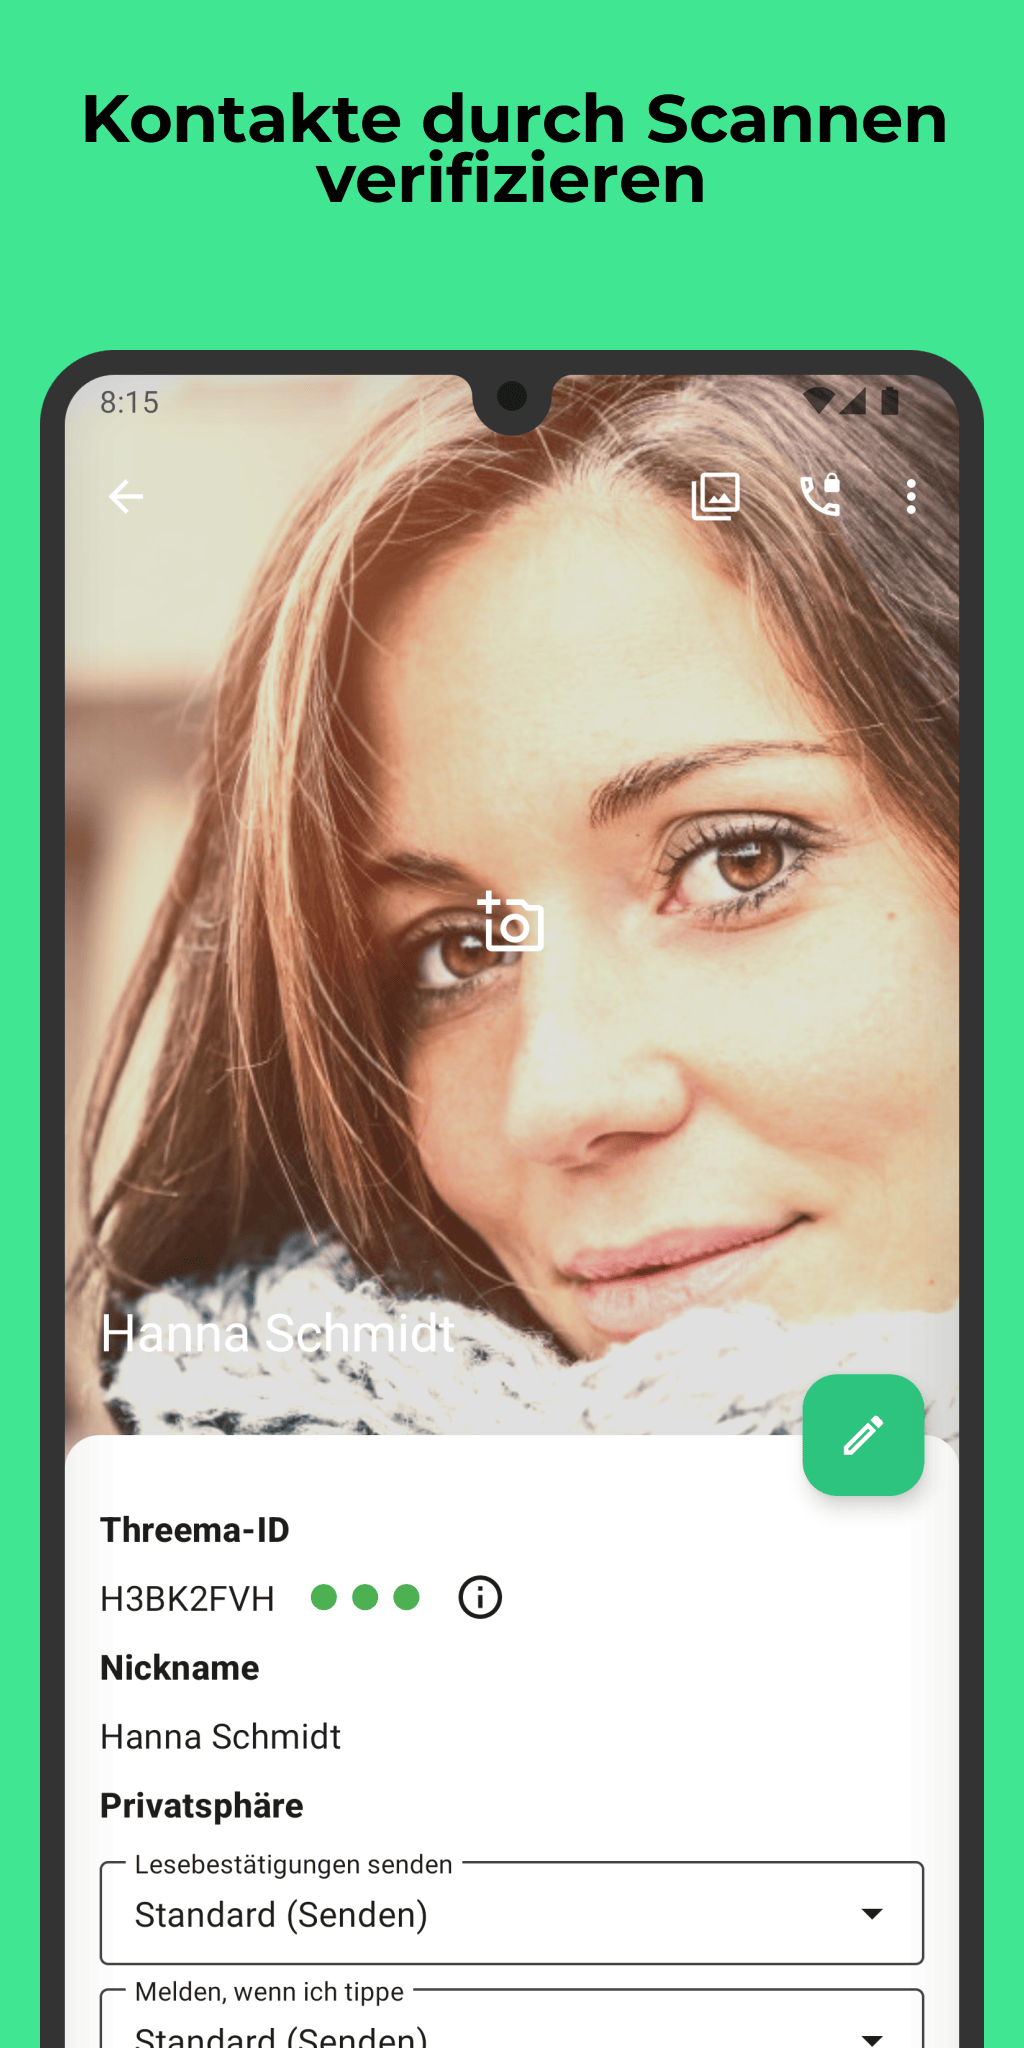 Kontakte durch Scannen
verifizieren
8:15
Hanna Schmidt
Threema-ID
H3BK2FVH
Nickname
Hanna Schmidt
Privatsphäre
Lesebestätigungen senden
Standard (Senden)
Melden, wenn ich tippe
Standard (Senden)